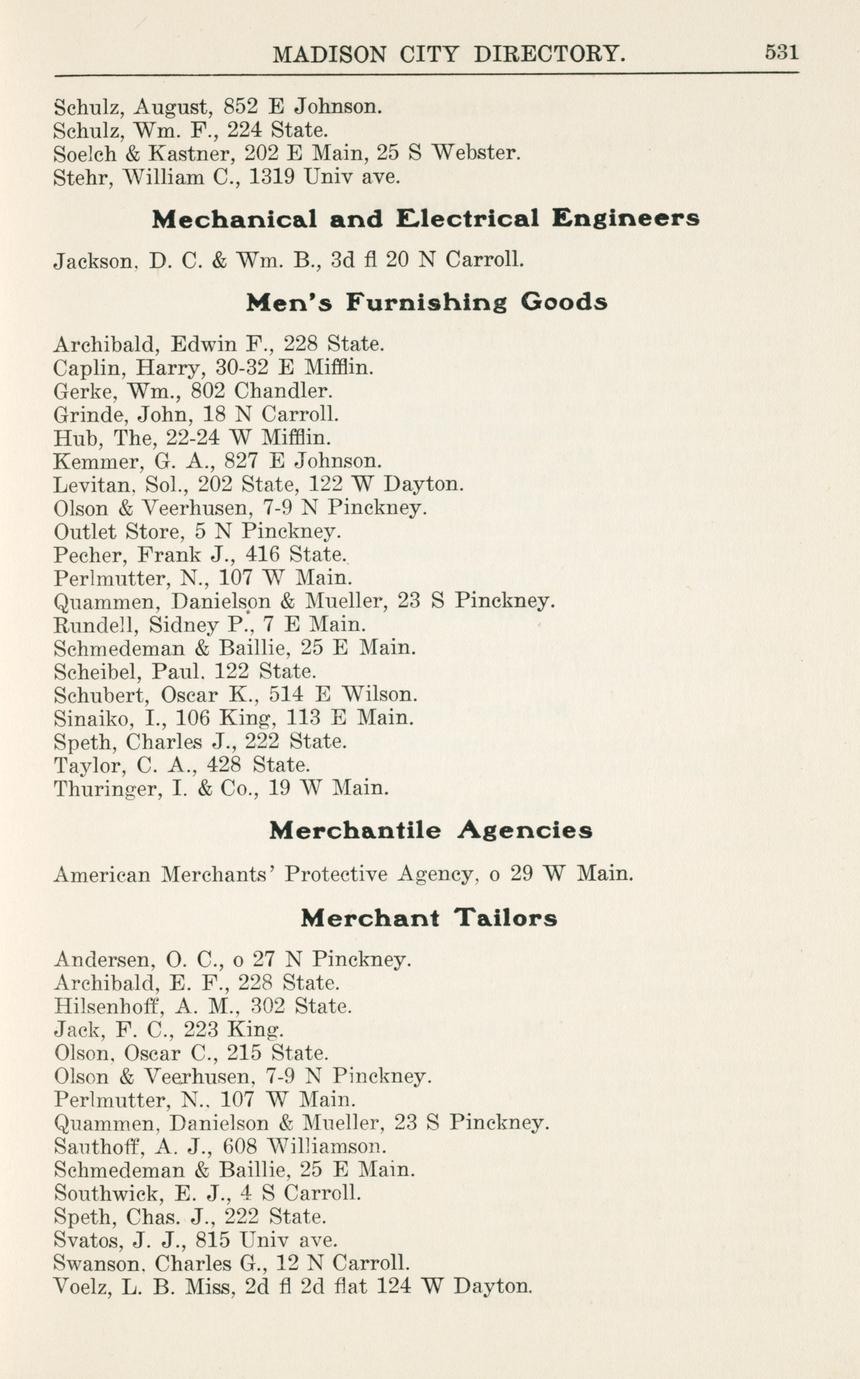 MADISON CITY DIRECTORY. 531
Schulz, August, 852 E Johnson.
Schulz, Wm. F., 224 State.
Soelch & Kastner, 202 E Main, 25 S Webster.
Stehr, William C., 1319 Univ ave.
Mechanical and Electrical Engineers
Jackson, D. C. & Wm. B., 3d fl 20 N Carroll.
Men's Furnishing Goods
Archibald, Edwin F., 228 State.
Caplin, Harry, 30-32 E Mifflin.
Gerke, Wm., 802 Chandler.
Grinde, John, 18 N Carroll.
Hub, The, 22-24 W Mifflin.
Kemmer, G. A., 827 E Johnson.
Levitan, Sol., 202 State, 122 W Dayton.
Olson & Veerhusen, 7-9 N Pinckney.
Outlet Store, 5 N Pinckney.
Pecher, Frank J., 416 State.
Perlmutter, N., 107 W Main.
Quammen, Danielson & Mueller, 23 S Pinckney.
Rundell, Sidney P., 7 E Main.
Schmedeman & Baillie, 25 E Main.
Scheibel, Paul. 122 State.
Schubert, Oscar K., 514 E Wilson.
Sinaiko, I., 106 King, 113 E Main.
Speth, Charles J., 222 State.
Taylor, C. A., 428 State.
Thuringer, I. & Co., 19 W Main.
Merchantile Agencies
American Merchants' Protective Agency, o 29 W Main.
Merchant Tailors
Andersen, O. C., o 27 N Pinckney.
Archibald, E. F., 228 State.
Hilsenhoff, A. M., 302 State.
Jack, F. C., 223 King.
Olson, Oscar C., 215 State.
Olson & Veerhusen, 7-9 N Pinckney.
Perlmutter, N., 107 W Main.
Quammen, Danielson & Mueller, 23 S Pinckney.
Sauthoff, A. J., 608 Williamson.
Schmedeman & Baillie, 25 E Main.
Southwick, E. J., 4 S Carroll.
Speth, Chas. J., 222 State.
Svatos, J. J., 815 Univ ave.
Swanson, Charles G., 12 N Carroll.
Voelz, L. B. Miss, 2d fl 2d flat 124 W Dayton.